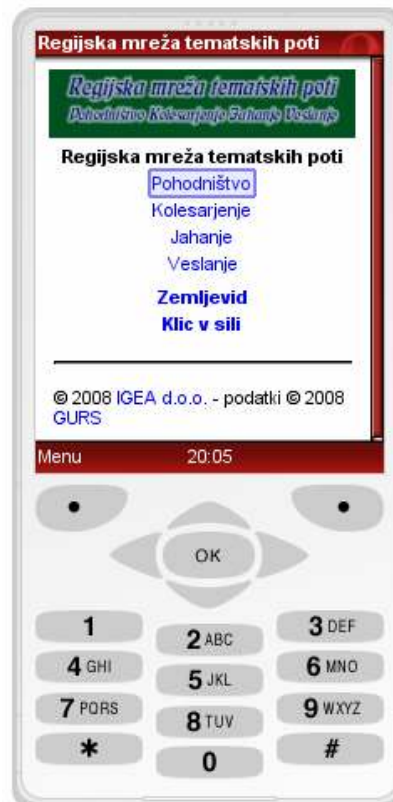 Regijska mreža tematskih poti
Regijska mreža tematskih poti
Pohodništvo Kolesarjenje Jahanje Veslanje
Regijska mreža tematskih poti
Pohodništvo
Kolesarjenje
Jahanje
Veslanje
Zemljevid
Klic v sili
© 2008 IGEA d.o.o. - podatki © 2008
GURS
Menu 20:05
OK
1 2 ABC 3 DEF
4 GHI 5 JKL 6 MNO
7 PQRS 8 TUV 9 WXYZ
* 0 #